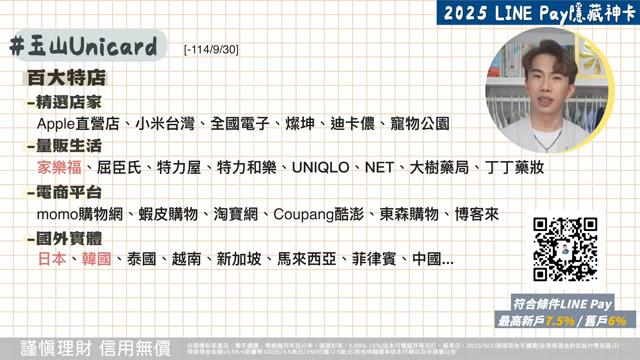 2025 LINE Pay隱藏神卡
#玉山Unicard [-114/9/30]
百大特店
-精選店家
Apple直營店、小米台灣、全國電子、燦坤、迪卡儂、寵物公園
-量販生活
家樂福、屈臣氏、特力屋、特力和樂、UNIQLO、NET、大樹藥局、丁丁藥妝
-電商平台
momo購物網、蝦皮購物、淘寶網、Coupang酷澎、東森購物、博客來
-國外實體
日本、韓國、泰國、越南、新加坡、馬來西亞、菲律賓、中國...
符合條件LINE Pay
最高新戶7.5% / 舊戶6%
謹慎理財 信用無價